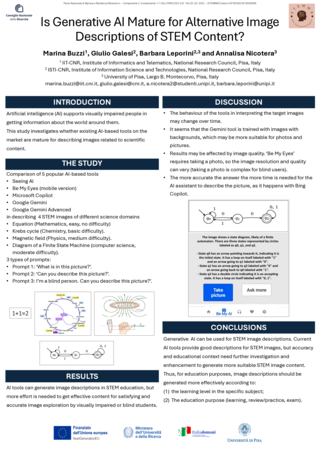 Is Generative AI Mature for Alternative Image
Descriptions of STEM Content?
Marina Buzzi¹, Giulio Galesi², Barbara Leporini²,³ and Annalisa Nicotera³
¹ IIT-CNR, Institute of Informatics and Telematics, National Research Council, Pisa, Italy
² ISTI-CNR, Institute of Information Science and Technologies, National Research Council, Pisa, Italy
³ University of Pisa, Largo B. Montecorvo, Pisa, Italy
marina.buzzi@iit.cnr.it, giulio.galesi@cnr.it, a.nicotera1@studenti.unipi.it, barbara.leporini@unipi.it
INTRODUCTION
Artificial Intelligence (AI) supports visually impaired people in
getting information about the world around them.
This study investigates whether existing AI-based tools on the
market are mature for describing images related to scientific
content.
THE STUDY
Comparison of 5 popular AI-based tools
• Seeing AI
• Be My Eyes (mobile version)
• Microsoft Copilot
• Google Gemini
• Google Gemini Advanced
in describing 4 STEM images of different science domains
• Equation (Mathematics, easy, no difficulty)
• Krebs cycle (Chemistry, basic difficulty),
• Magnetic field (Physics, medium difficulty).
• Diagram of a Finite State Machine (computer science,
moderate difficulty).
3 types of prompts :
• Prompt 1: ‘What is in this picture?’.
• Prompt 2: ‘Can you describe this picture?’.
• Prompt 3: I’m a blind person. Can you describe this picture?’.
1+1=2
RESULTS
AI tools can generate image descriptions in STEM education, but
more effort is needed to get effective content for satisfying and
accurate image exploration by visually impaired or blind students.
DISCUSSION
• The behaviour of the tools in interpreting the target images
may change over time.
• It seems that the Gemini tool is trained with images with
backgrounds, which may be more suitable for photos and
pictures.
• Results may be affected by image quality. ‘Be My Eyes’
requires taking a photo, so the image resolution and quality
can vary (taking a photo is complex for blind users).
• The more accurate the answer the more time is needed for the
AI assistant to describe the picture, as it happens with Bing
Copilot.
The image shows a state diagram, likely of a finite
automaton. There are three states represented by circles
labeled as q0, q1, and q2.
Take
picture
Ask more
Be My AI
CONCLUSIONS
Generative AI can be used for STEM image descriptions. Current
AI tools provide good descriptions for STEM images, but accuracy
and educational context need further investigation and
enhancement to generate more suitable STEM image content.
Thus, for education purposes, image descriptions should be
generated more effectively according to:
(1) the learning level in the specific subject;
(2) The education purpose (learning, review/practice, exam).
Finanziato
dall'Unione europea
NextGenerationEU
Ministero
dell'Università
e della Ricerca
Italiadomani
UNIVERSITÀ DI PISA